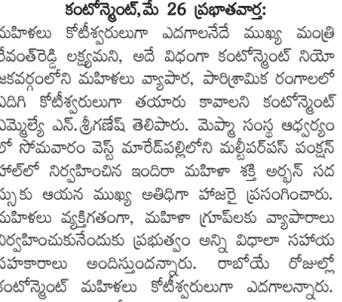 కంటోన్మెంట్,మే 26 ప్రభాతవార్త:
మహిళలు కోటీశ్వరులుగా ఎదగాలనేదే ముఖ్య మంత్రి
రేవంత్‌రెడ్డి లక్ష్యమని, అదే విధంగా కంటోన్మెంట్ నియో
జకవర్గంలోని మహిళలు వ్యాపార, పారిశ్రామిక రంగాలలో
ఎదిగి కోటీశ్వరులుగా తయారు కావాలని కంటోన్మెంట్
ఎమ్మెల్యే ఎన్.శ్రీగణేష్ తెలిపారు. మెప్మా సంస్థ ఆధ్వర్యం
లో సోమవారం వెస్ట్ మారేడ్‌పల్లిలోని మల్టీపర్‌పస్ పంక్షన్
హాల్‌లో నిర్వహించిన ఇందిరా మహిళా శక్తి అర్భన్ సద
స్సుకు ఆయన ముఖ్య అతిథిగా హాజరై ప్రసంగించారు.
మహిళలు వ్యక్తిగతంగా, మహిళా గ్రూప్‌లకు వ్యాపారాలు
నిర్వహించుకునేందుకు ప్రభుత్వం అన్ని విధాలా సహాయ
సహకారాలు అందిస్తుందన్నారు. రాబోయే రోజుల్లో
కంటోన్మెంట్ మహిళలు కోటీశ్వరులుగా ఎదగాలన్నారు.